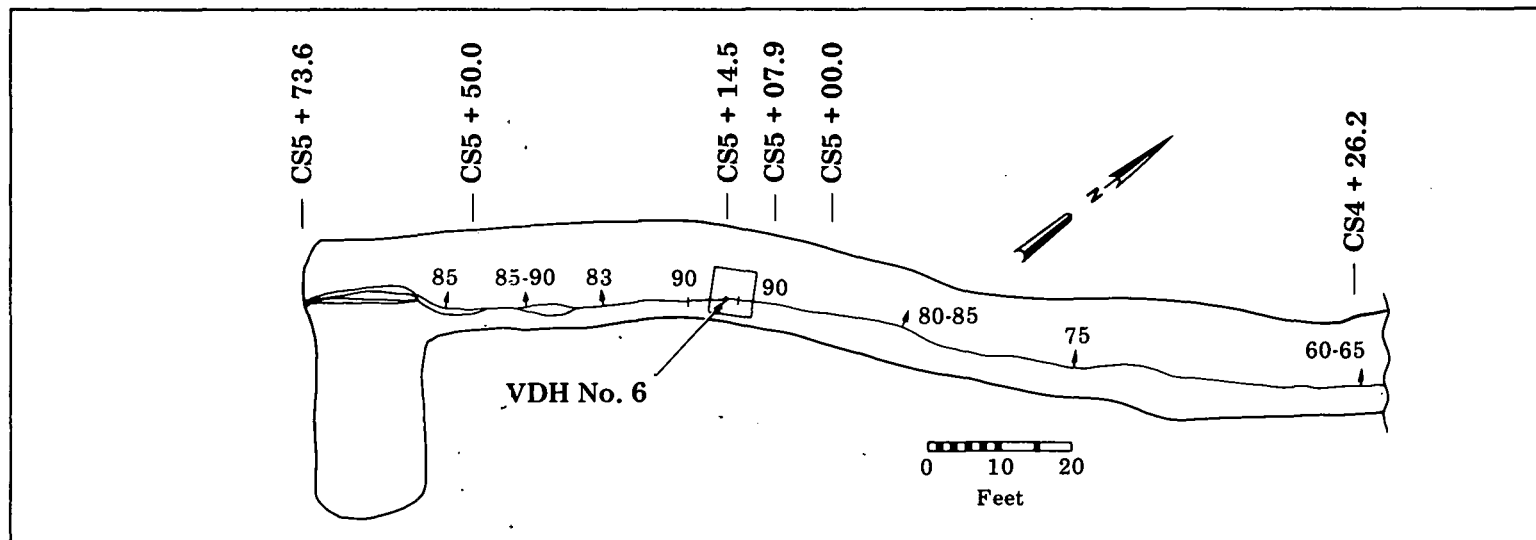 CS5 + 73.6
CS5 + 50.0
CS5 + 14.5
CS5 + 07.9
CS5 + 00.0
CS4 + 26.2
N
85
85-90
83
90
90
80-85
75
60-65
VDH No. 6
0 10 20
Feet